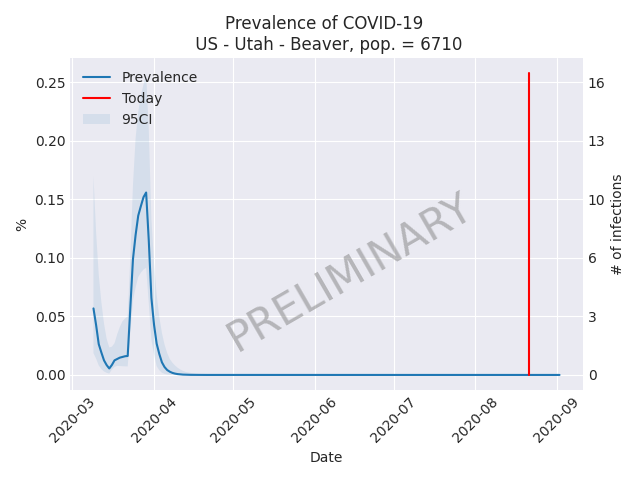 Prevalence of COVID-19
US - Utah - Beaver, pop. = 6710
Prevalence
Today
95CI
0.25
0.20
0.15
0.10
0.05
0.00
%
16
13
10
6
3
0
# of infections
PRELIMINARY
2020-03
2020-04
2020-05
2020-06
2020-07
2020-08
2020-09
Date